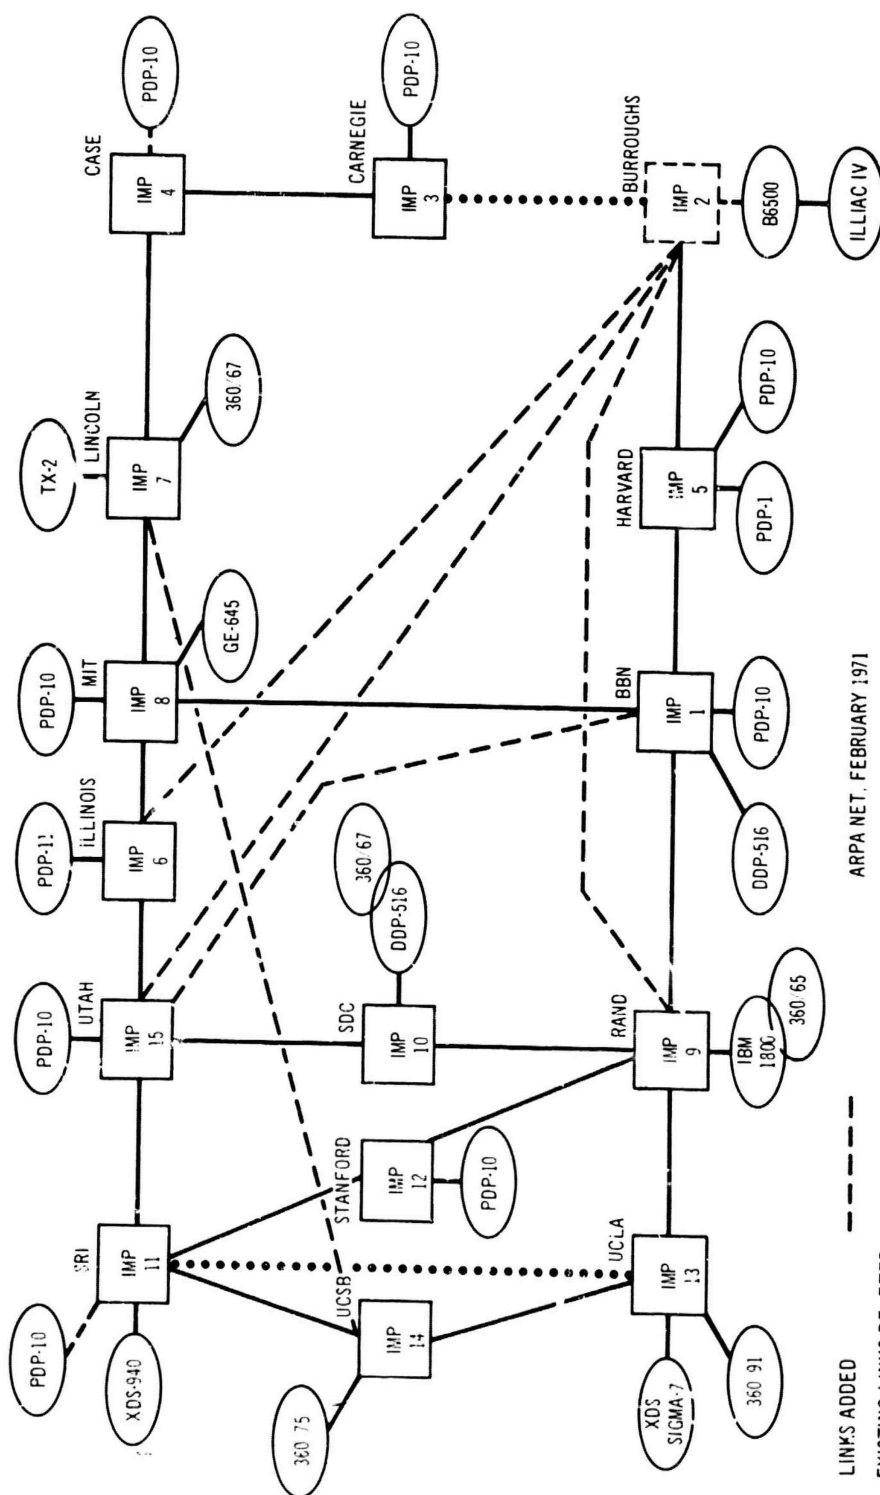 PDP-10
CASE
IMP
4
PDP-10
CARNEGIE
IMP
3
BURROUGHS
IMP
2
B6500
ILLIAC IV
TX-2
LINCOLN
IMP
7
360/67
HARVARD
IMP
5
PDP-10
PDP-1
PDP-10
MIT
IMP
8
GE-645
BBN
IMP
1
PDP-10
DDP-516
PDP-11
ILLINOIS
IMP
6
360/67
DDP-516
PDP-10
UTAH
IMP
15
SDC
IMP
10
RAND
IMP
9
IBM
1800
360/65
STANFORD
IMP
12
PDP-10
SRI
IMP
11
PDP-10
XDS-940
UCSB
IMP
14
360/75
UCLA
IMP
13
XDS
SIGMA-7
360/91
ARPA NET, FEBRUARY 1971
LINKS ADDED